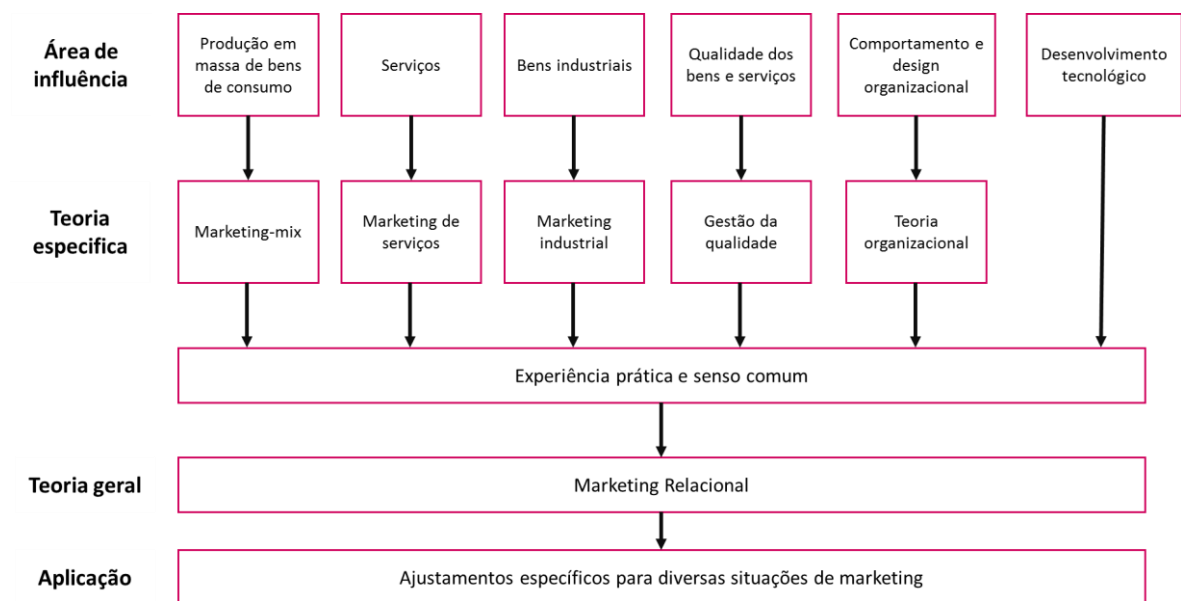 Área de
influência
Produção em
massa de bens
de consumo
Serviços
Bens industriais
Qualidade dos
bens e serviços
Comportamento e
design
organizacional
Desenvolvimento
tecnológico
Teoria
especifica
Marketing-mix
Marketing de
serviços
Marketing
industrial
Gestão da
qualidade
Teoria
organizacional
Experiência prática e senso comum
Teoria geral
Marketing Relacional
Aplicação
Ajustamentos específicos para diversas situações de marketing